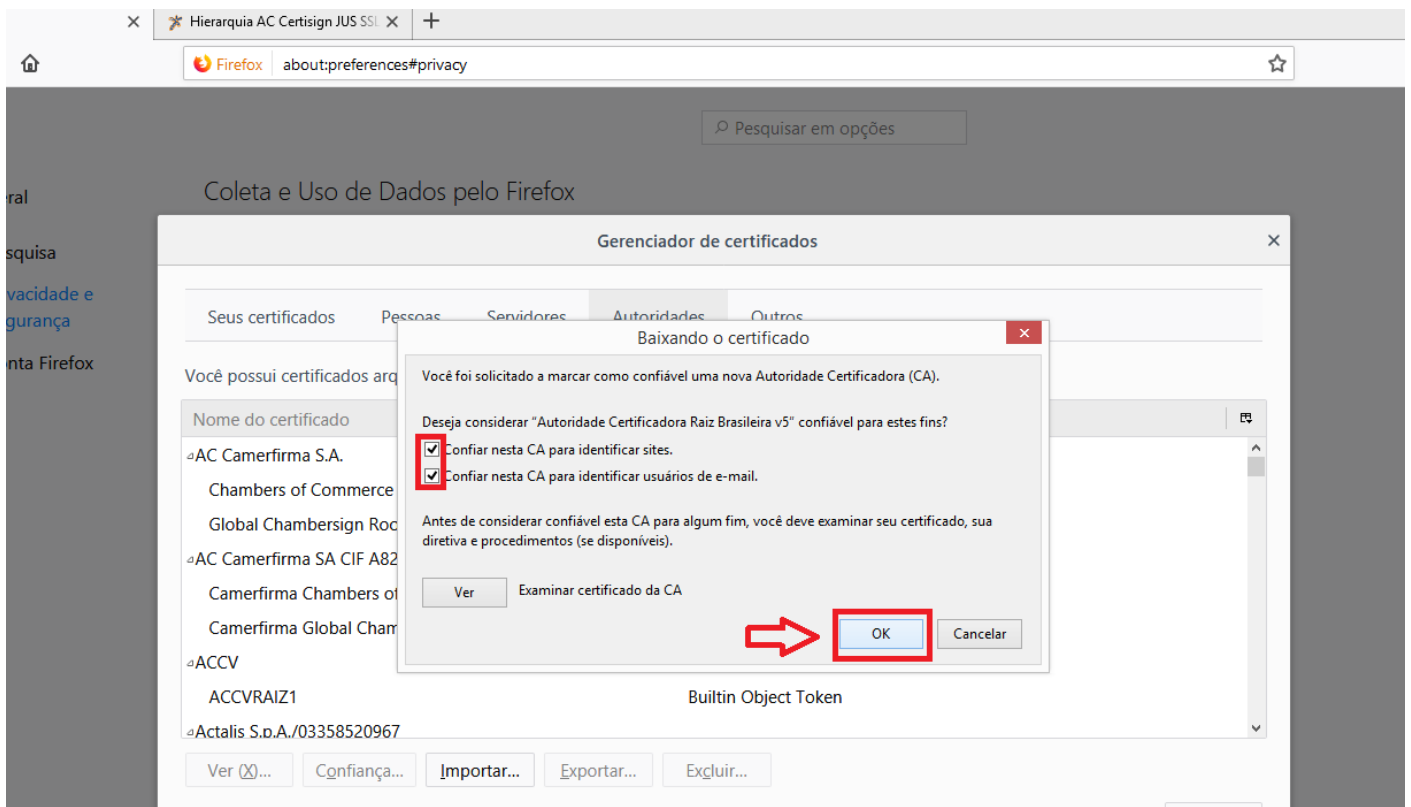 Hierarquia AC Certisign JUS SSL
Firefox about:preferences#privacy
Pesquisar em opções
Coleta e Uso de Dados pelo Firefox
Gerenciador de certificados
Seus certificados Pessoas Servidores Autoridades Outros
Baixando o certificado
Você possui certificados arq
Você foi solicitado a marcar como confiável uma nova Autoridade Certificadora (CA).
Nome do certificado
Deseja considerar “Autoridade Certificadora Raiz Brasileira v5” confiável para estes fins?
Confiar nesta CA para identificar sites.
Confiar nesta CA para identificar usuários de e-mail.
Antes de considerar confiável esta CA para algum fim, você deve examinar seu certificado, sua
diretiva e procedimentos (se disponíveis).
Ver Examinar certificado da CA
OK Cancelar
ral
squisa
vacidade e
gurança
nta Firefox
AC Camerfirma S.A.
Chambers of Commerce
Global Chambersign Roo
AC Camerfirma SA CIF A82
Camerfirma Chambers of
Camerfirma Global Cham
ACCV
ACCVRAIZ1 Builtin Object Token
Actalis S.p.A./03358520967
Ver (X)... Confiança... Importar... Exportar... Excluir...